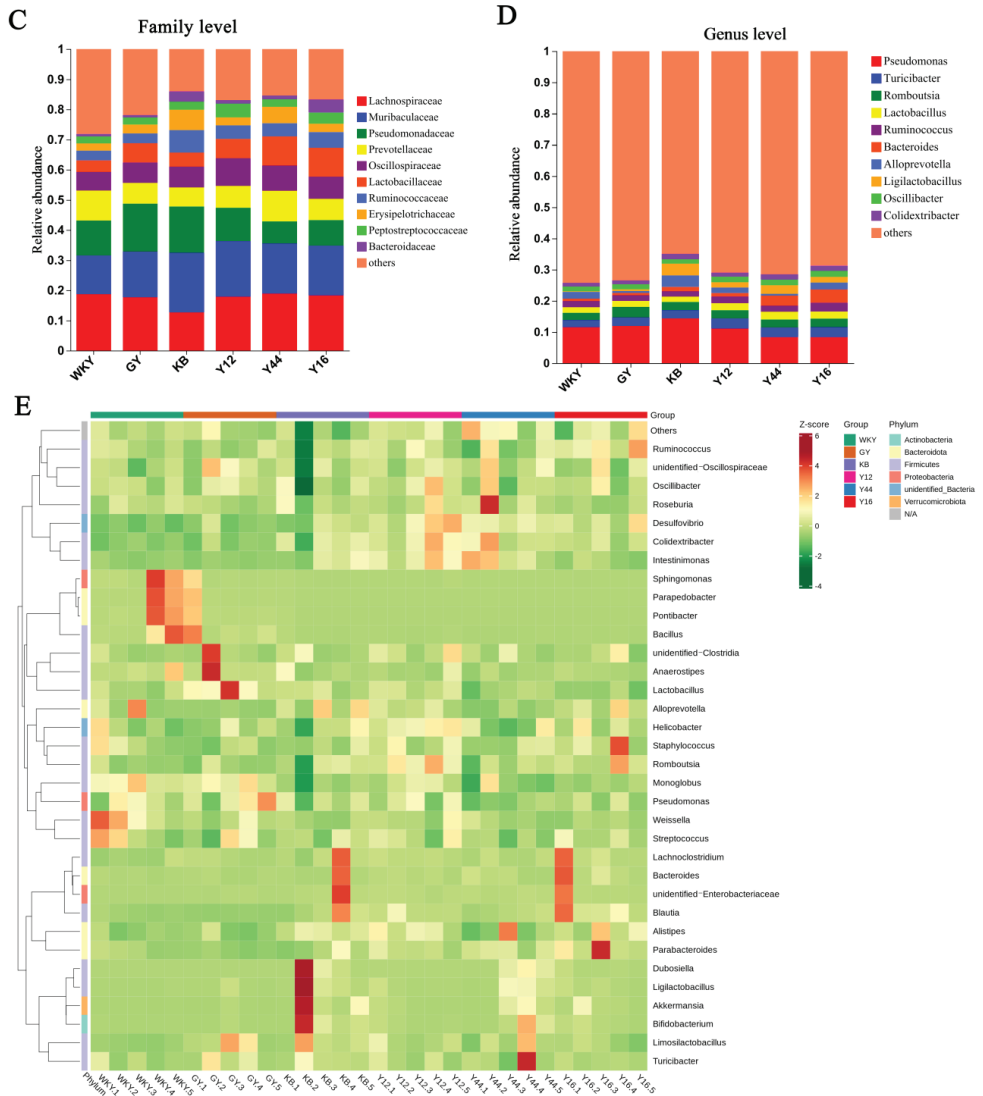 C
Family level
Relative abundance
1
0.9
0.8
0.7
0.6
0.5
0.4
0.3
0.2
0.1
0
WKY
GY
KB
Y12
Y44
Y16
Lachnospiraceae
Muribaculaceae
Pseudomonadaceae
Prevotellaceae
Oscillospiraceae
Lactobacillaceae
Ruminococcaceae
Erysipelotrichaceae
Peptostreptococcaceae
Bacteroidaceae
others
D
Genus level
Relative abundance
1
0.9
0.8
0.7
0.6
0.5
0.4
0.3
0.2
0.1
0
WKY
GY
KB
Y12
Y44
Y16
Pseudomonas
Turicibacter
Romboutsia
Lactobacillus
Ruminococcus
Bacteroides
Alloprevotella
Ligilactobacillus
Oscillibacter
Colidextribacter
others
E
Group
Others
Ruminococcus
unidentified-Oscillospiraceae
Oscillibacter
Roseburia
Desulfovibrio
Colidextribacter
Intestinimonas
Sphingomonas
Parapedobacter
Pontibacter
Bacillus
unidentified-Clostridia
Anaerostipes
Lactobacillus
Alloprevotella
Helicobacter
Staphylococcus
Romboutsia
Monoglobus
Pseudomonas
Weissella
Streptococcus
Lachnoclostridium
Bacteroides
unidentified-Enterobacteriaceae
Blautia
Alistipes
Parabacteroides
Dubosiella
Ligilactobacillus
Akkermansia
Bifidobacterium
Limosilactobacillus
Turicibacter
Phylum
WKY.1
WKY.2
WKY.3
WKY.4
WKY.5
GY.1
GY.2
GY.3
GY.4
GY.5
KB.1
KB.2
KB.3
KB.4
KB.5
Y12.1
Y12.2
Y12.3
Y12.4
Y12.5
Y44.1
Y44.2
Y44.3
Y44.4
Y44.5
Y16.1
Y16.2
Y16.3
Y16.4
Y16.5
Z-score
6
4
2
0
-2
-4
Group
WKY
GY
KB
Y12
Y44
Y16
Phylum
Actinobacteria
Bacteroidota
Firmicutes
Proteobacteria
unidentified_Bacteria
Verrucomicrobiota
N/A